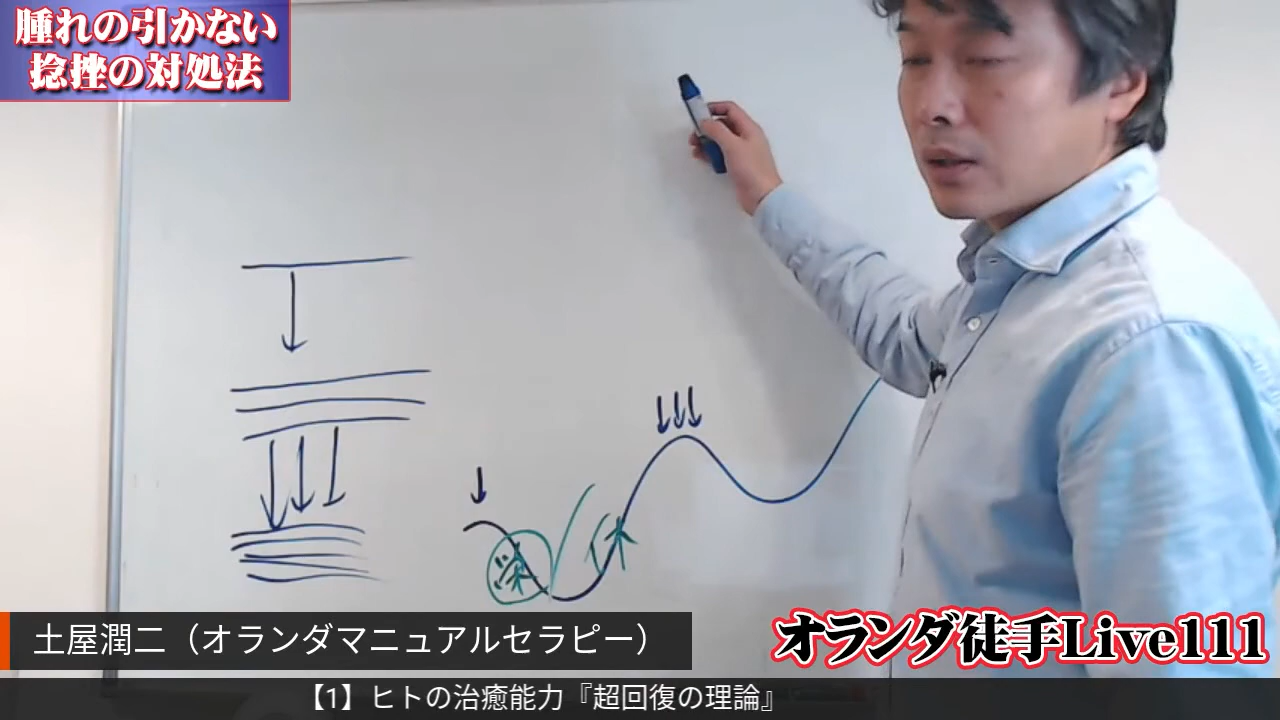 腫れの引かない
捻挫の対処法
休
土屋潤二（オランダマニュアルセラピー）
オランダ徒手Live111
【1】ヒトの治癒能力『超回復の理論』